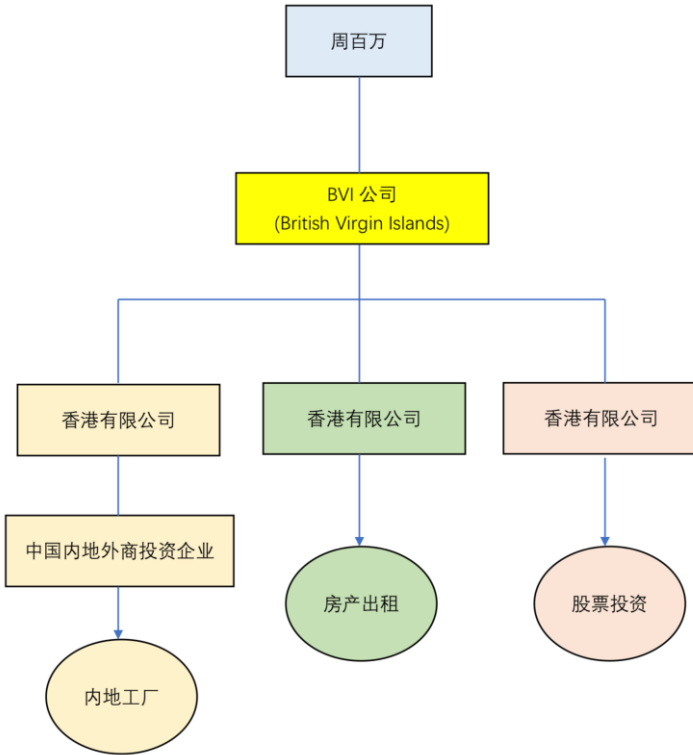 周百万
BVI 公司
(British Virgin Islands)
香港有限公司
香港有限公司
香港有限公司
中国内地外商投资企业
房产出租
股票投资
内地工厂